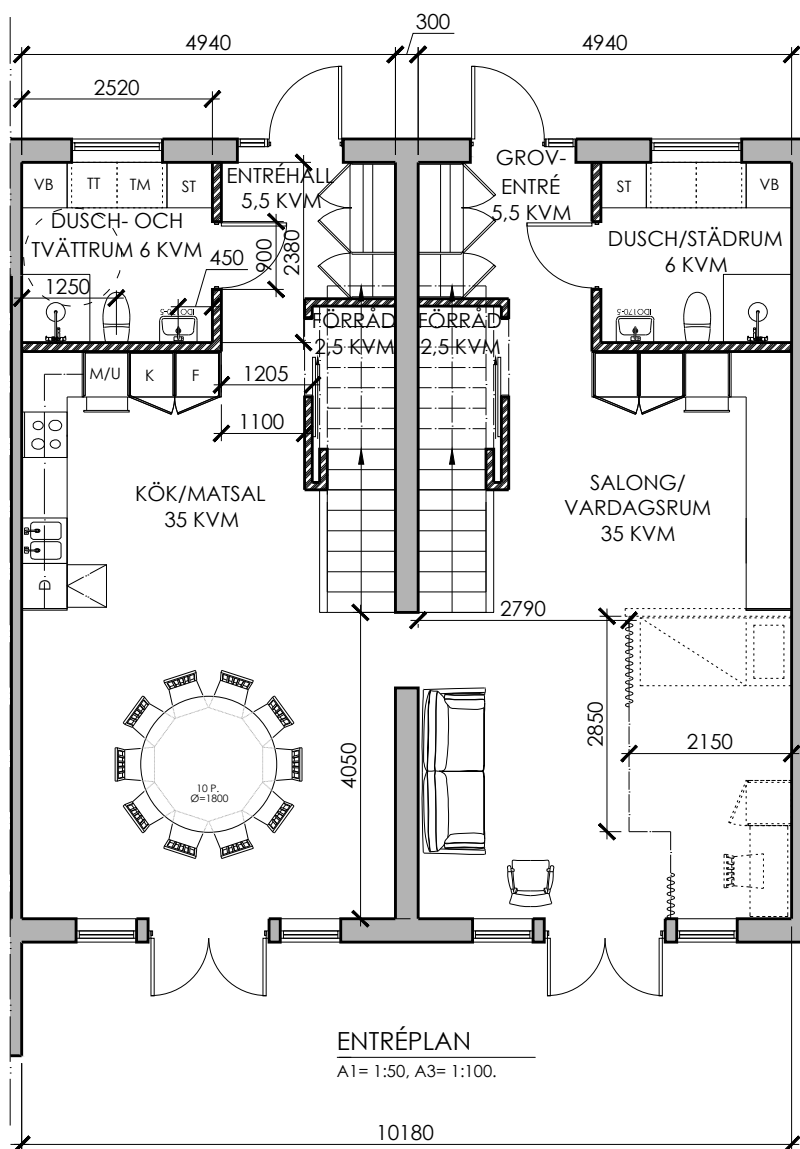 300
4940
4940
2520
VB
TT
TM
ST
ENTRÉHALL
5,5 KVM
GROV-
ENTRÉ
5,5 KVM
ST
VB
DUSCH- OCH
TVÄTTRUM 6 KVM
DUSCH/STÄDRUM
6 KVM
450
900
2380
1250
FÖRRÅD
2,5 KVM
FÖRRÅD
2,5 KVM
M/U
K
F
1205
1100
KÖK/MATSAL
35 KVM
SALONG/
VARDAGSRUM
35 KVM
D
2790
2850
2150
4050
10 P.
Ø=1800
ENTRÉPLAN
A1= 1:50, A3= 1:100.
10180